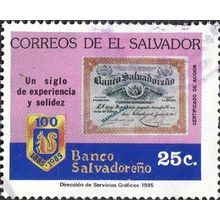 CORREOS DE EL SALVADOR
Un siglo
de experiencia
y solidez
Banco Salvadoreño
CERTIFICADO DE ACCION
100
1885-1985
Banco
Salvadoreño
25c.
Dirección de Servicios Gráficos 1985